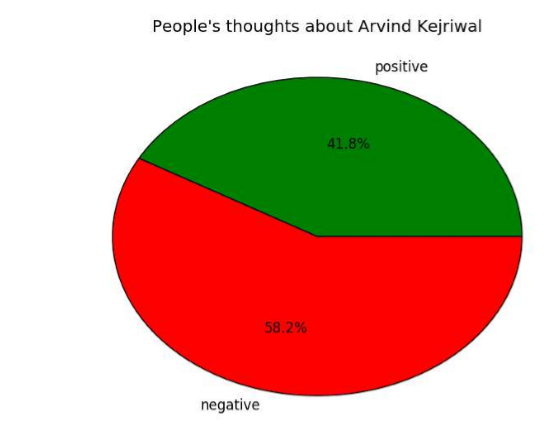 People's thoughts about Arvind Kejriwal
positive
41.8%
58.2%
negative